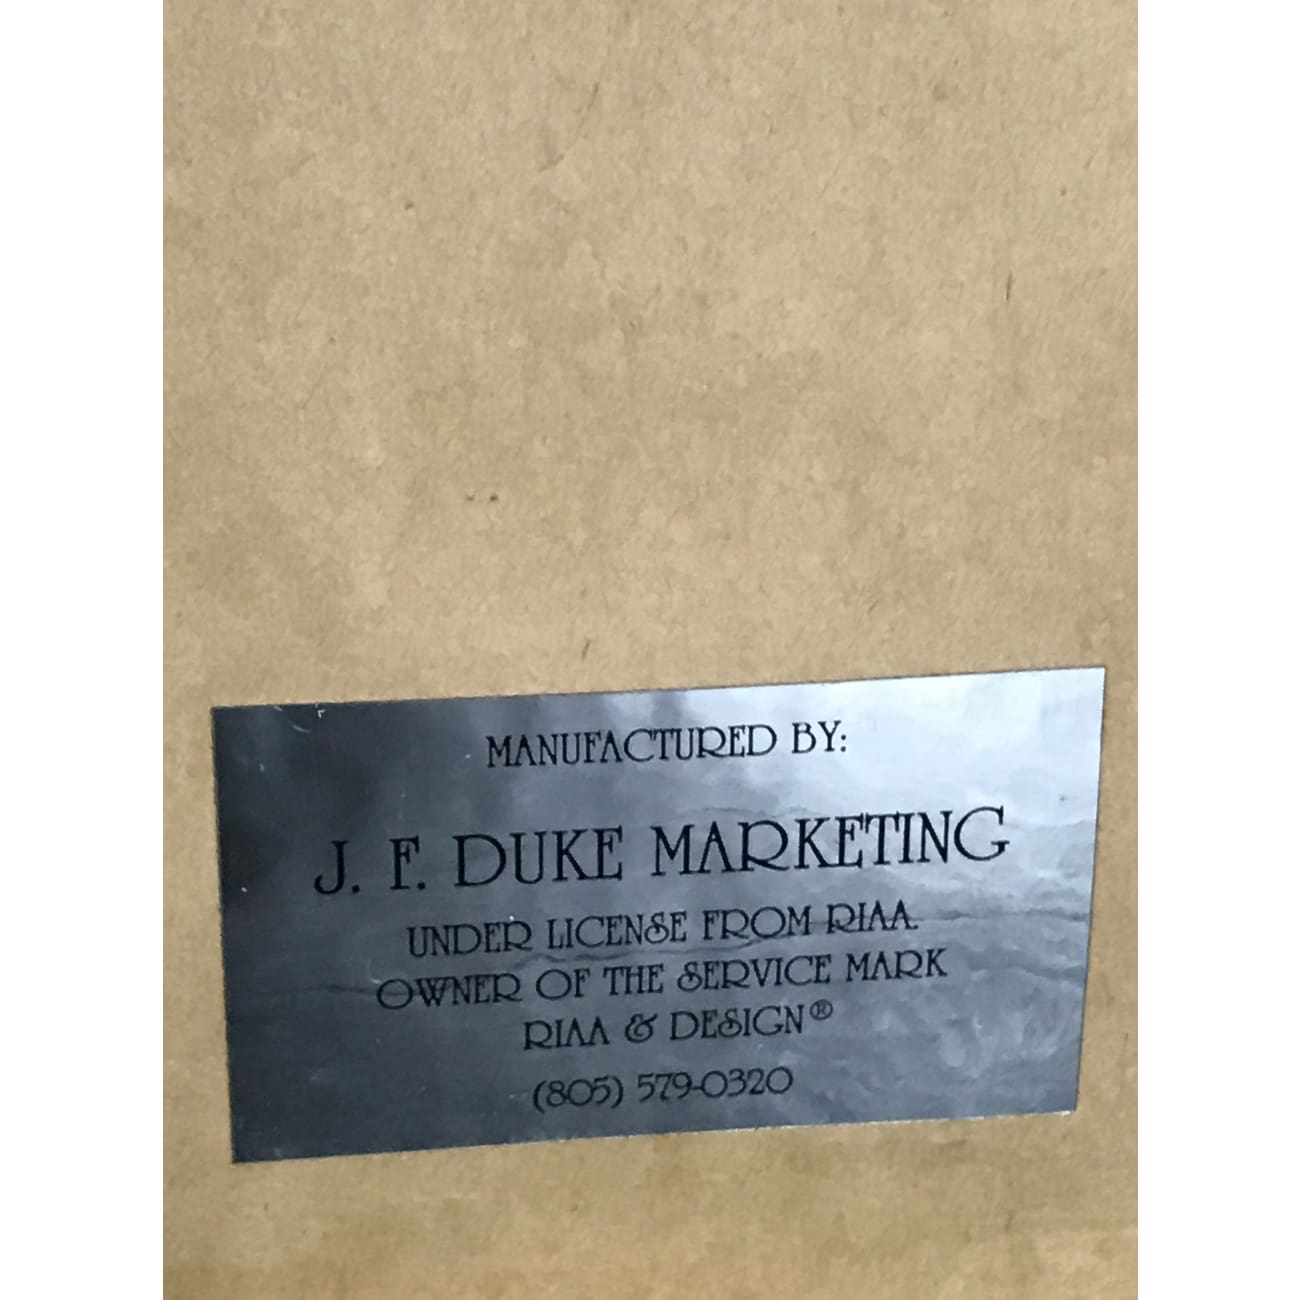 MANUFACTURED BY:
J. F. DUKE MARKETING
UNDER LICENSE FROM RIAA.
OWNER OF THE SERVICE MARK
RIAA & DESIGN®
(805) 579-0320